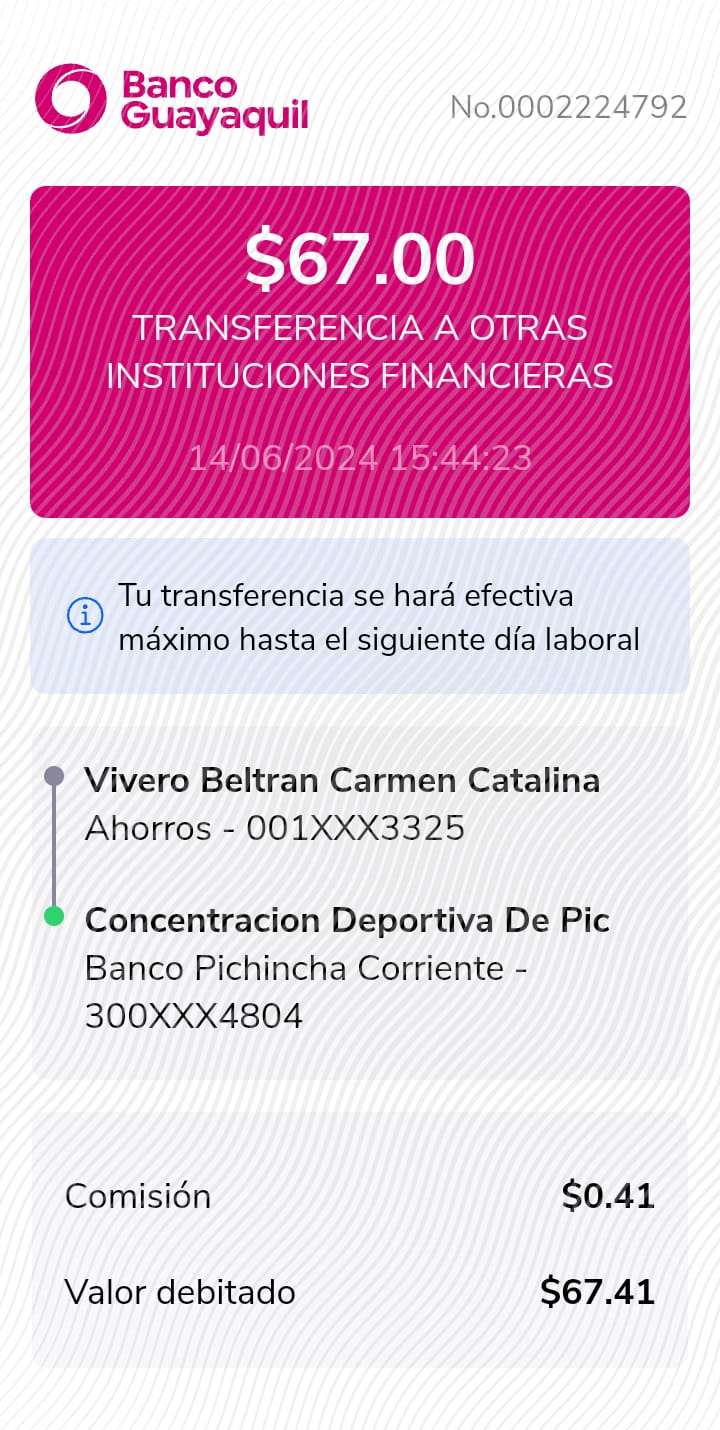 Banco
Guayaquil
No.0002224792
$67.00
TRANSFERENCIA A OTRAS
INSTITUCIONES FINANCIERAS
14/06/2024 15:44:23
Tu transferencia se hará efectiva
máximo hasta el siguiente día laboral
Vivero Beltran Carmen Catalina
Ahorros - 001XXX3325
Concentracion Deportiva De Pic
Banco Pichincha Corriente -
300XXX4804
Comisión $0.41
Valor debitado $67.41